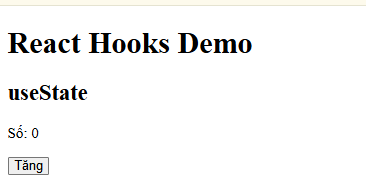 React Hooks Demo
useState
Số: 0
Tăng